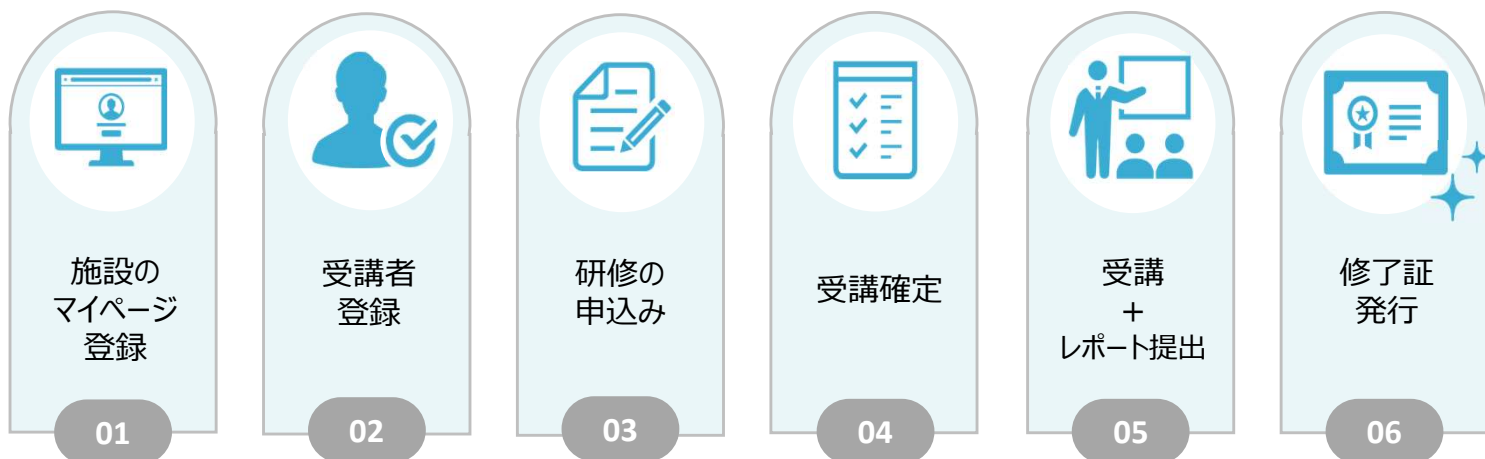 施設の
マイページ
登録
01
受講者
登録
02
研修の
申込み
03
受講確定
04
受講
+
レポート提出
05
修了証
発行
06